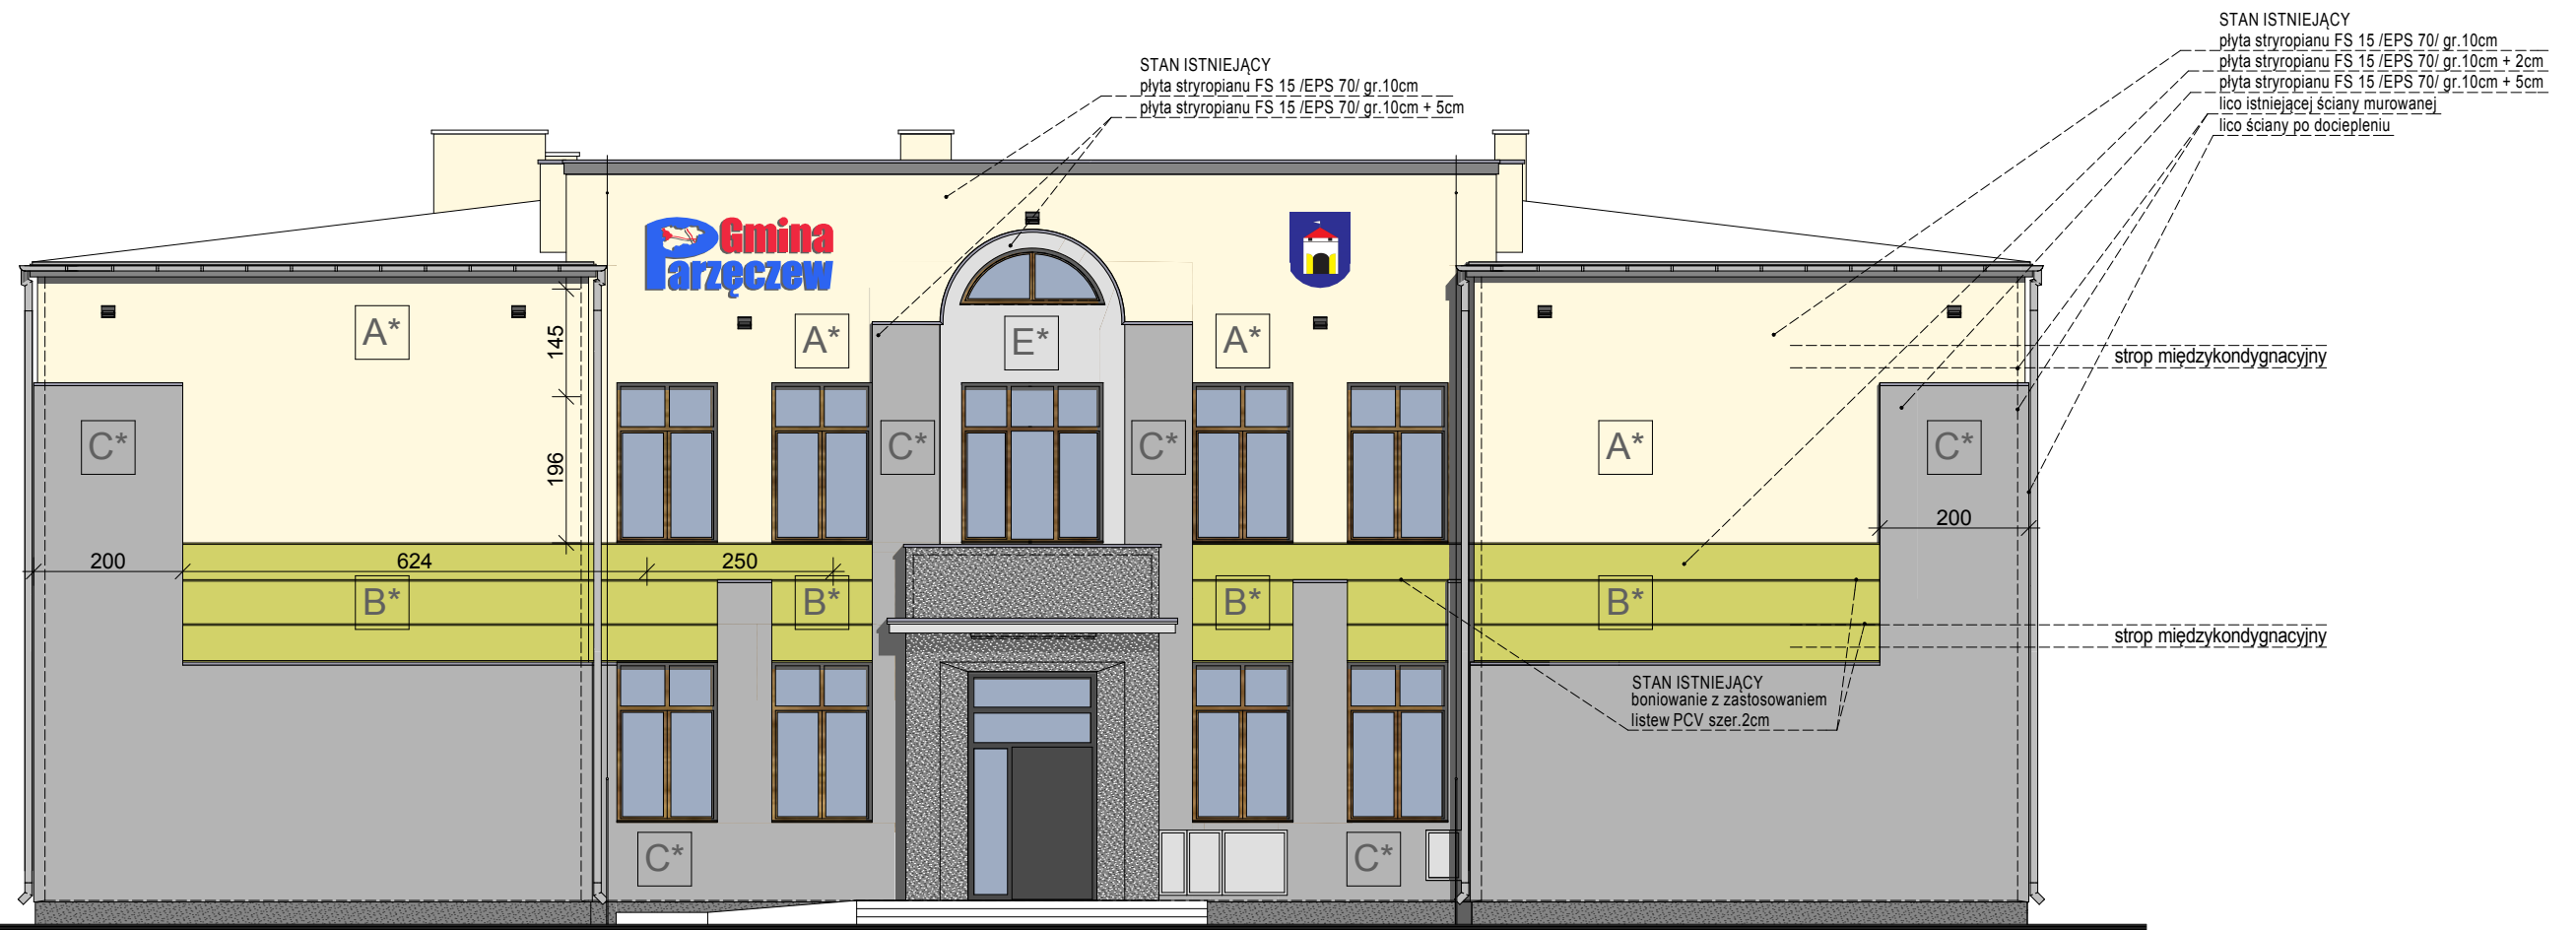 STAN ISTNIEJĄCY
płyta stryropianu FS 15 /EPS 70/ gr.10cm
płyta stryropianu FS 15 /EPS 70/ gr.10cm + 2cm
płyta stryropianu FS 15 /EPS 70/ gr.10cm + 5cm
lico istniejącej ściany murowanej
lico ściany po dociepleniu
STAN ISTNIEJĄCY
płyta stryropianu FS 15 /EPS 70/ gr.10cm
płyta stryropianu FS 15 /EPS 70/ gr.10cm + 5cm
Gmina
Parzęczew
A*
145
A*
E*
A*
strop międzykondygnacyjny
C*
196
C*
C*
A*
C*
200
200
624
250
B*
B*
B*
B*
strop międzykondygnacyjny
STAN ISTNIEJĄCY
boniowanie z zastosowaniem
listew PCV szer.2cm
C*
C*